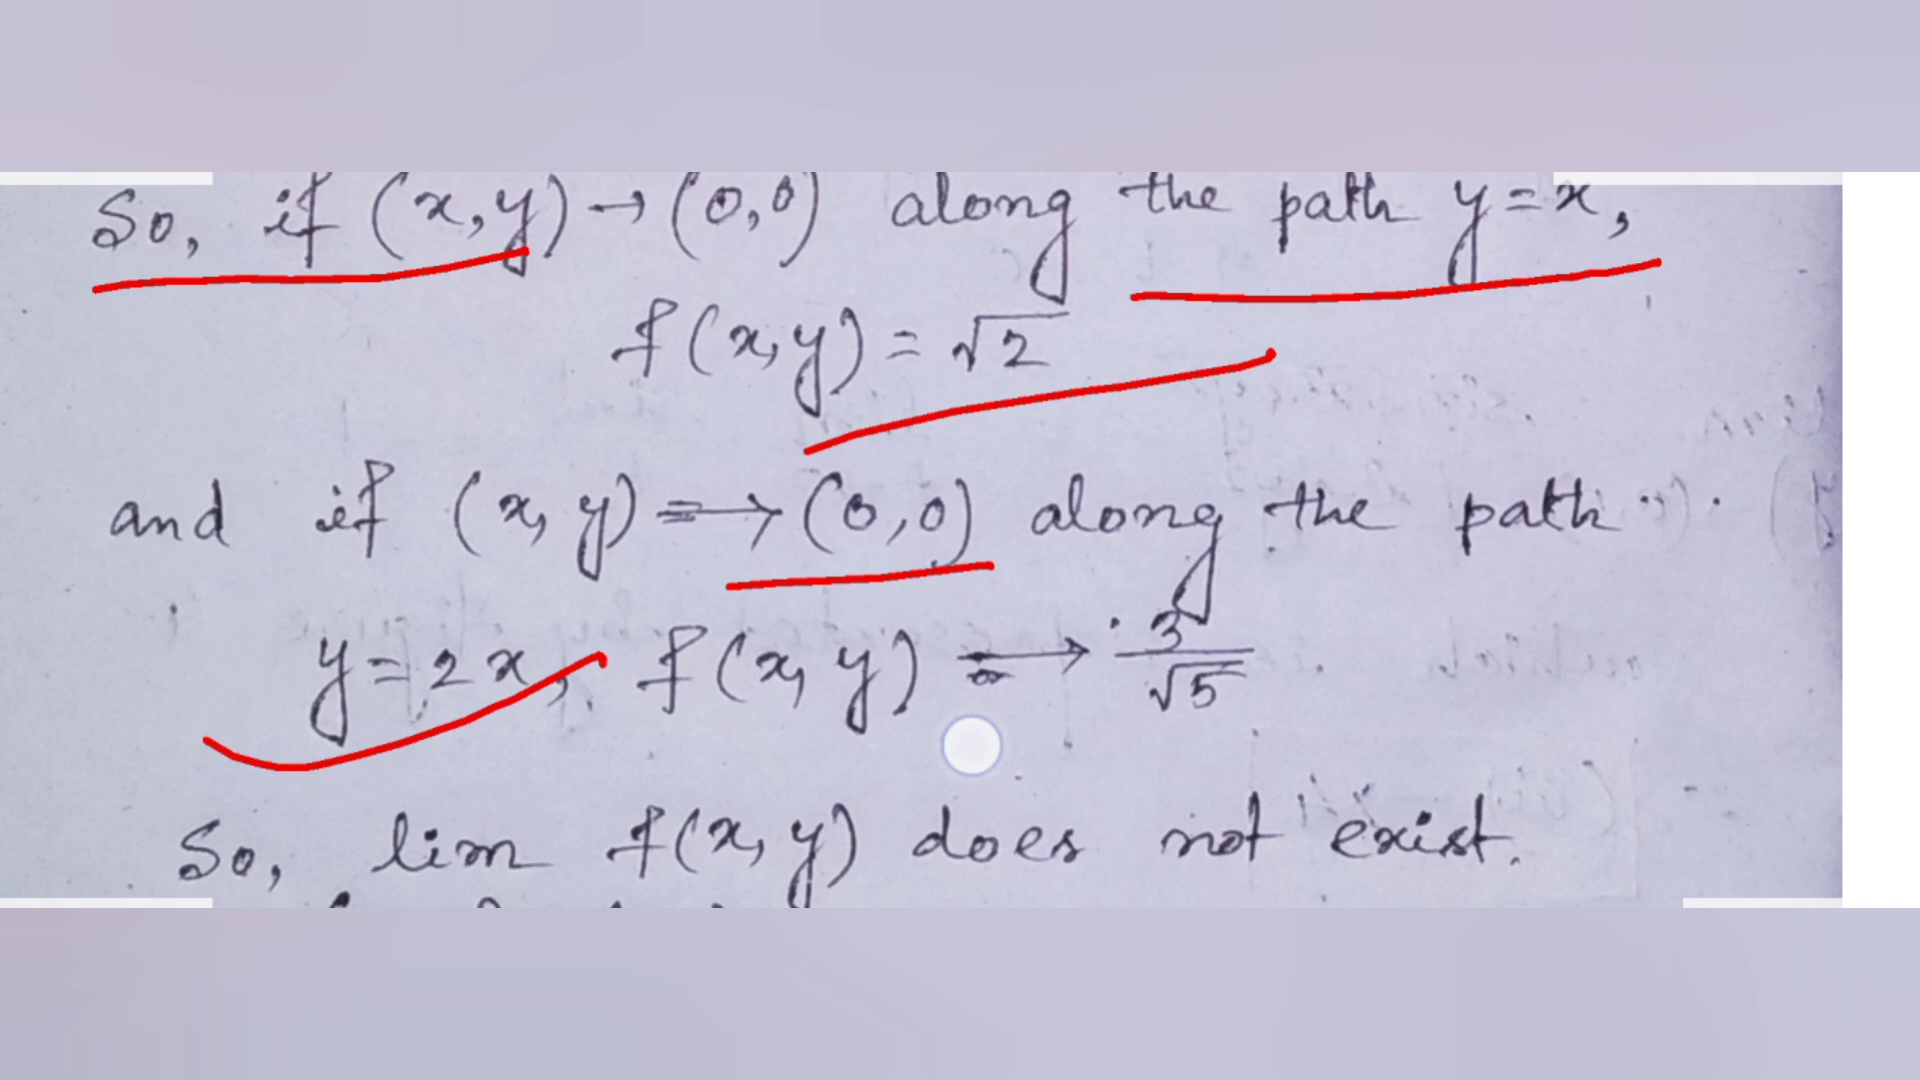 So, if (x,y) → (0,0) along the path y=x,
f(x,y) = √2
and if (x,y) ⟹ (0,0) along the path
y=2x, f(x,y) → 3/√5
So, lim f(x,y) does not exist.